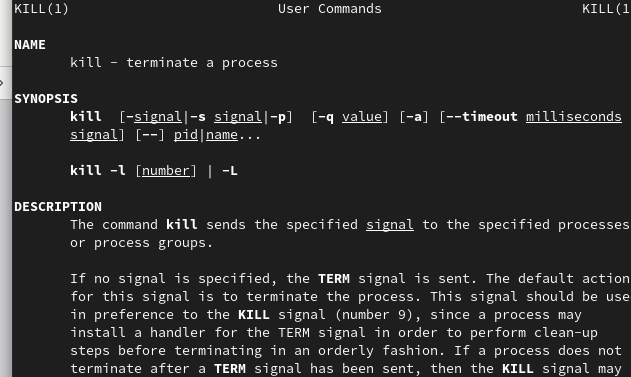 KILL(1) User Commands KILL(1
NAME
kill - terminate a process
SYNOPSIS
kill [-signal|-s signal|-p] [-q value] [-a] [--timeout milliseconds
signal] [--] pid|name...
kill -l [number] | -L
DESCRIPTION
The command kill sends the specified signal to the specified processes
or process groups.
If no signal is specified, the TERM signal is sent. The default action
for this signal is to terminate the process. This signal should be use
in preference to the KILL signal (number 9), since a process may
install a handler for the TERM signal in order to perform clean-up
steps before terminating in an orderly fashion. If a process does not
terminate after a TERM signal has been sent, then the KILL signal may